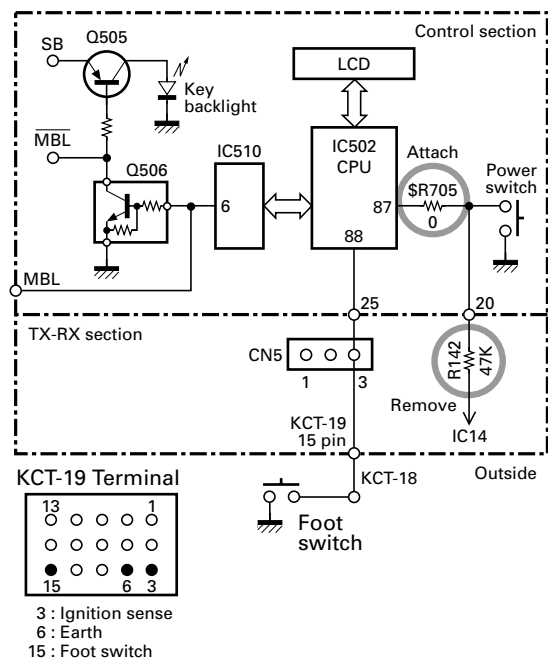 Control section
Q505
SB
LCD
Key
backlight
MBL
IC510
IC502
CPU
Attach
$R705
0
Power
switch
Q506
6
87
88
MBL
25
20
TX-RX section
CN5
1
3
R142
47K
Remove
IC14
KCT-19
15 pin
Outside
KCT-18
KCT-19 Terminal
13
1
15
6
3
Foot
switch
3 : Ignition sense
6 : Earth
15 : Foot switch